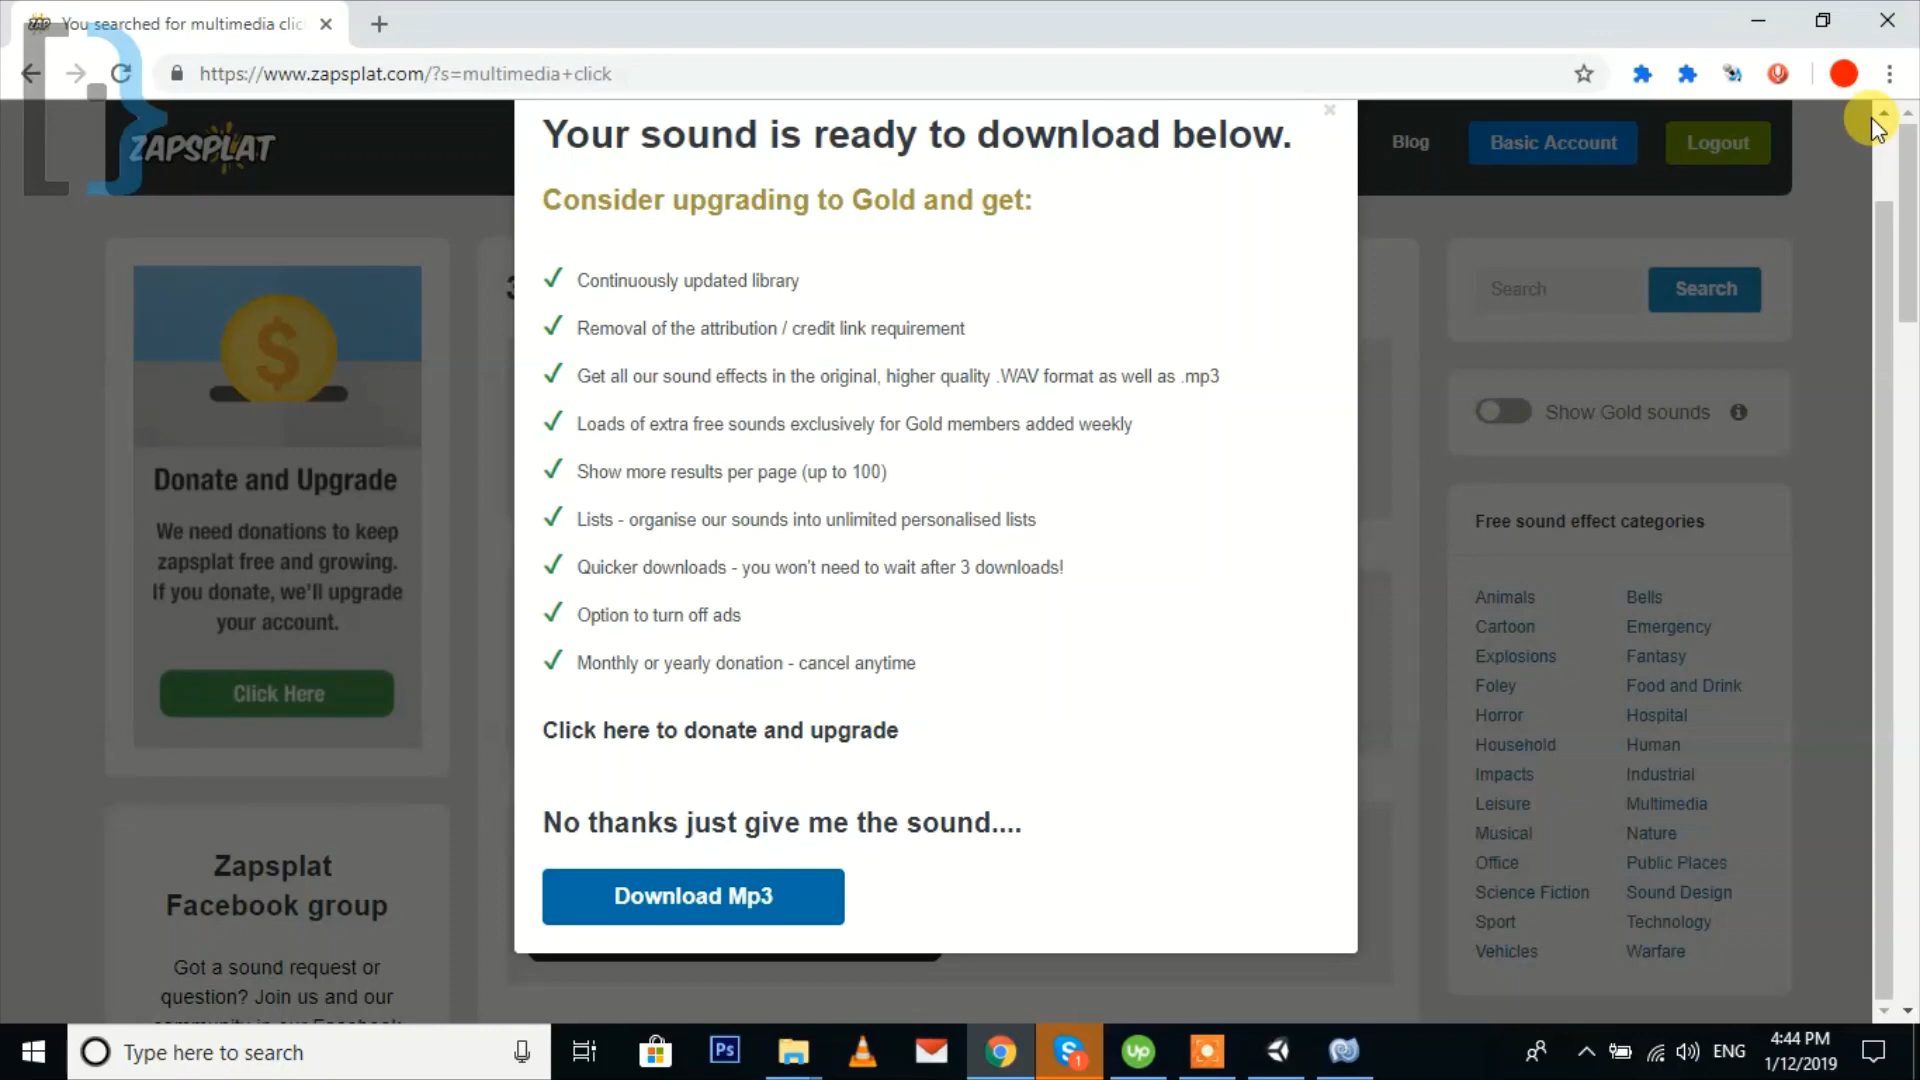 You searched for multimedia clic
https://www.zapsplat.com/?s=multimedia+click
ZAPSPLAT
Blog
Basic Account
Logout
Your sound is ready to download below.
Consider upgrading to Gold and get:
Continuously updated library
Removal of the attribution / credit link requirement
Get all our sound effects in the original, higher quality .WAV format as well as .mp3
Loads of extra free sounds exclusively for Gold members added weekly
Show more results per page (up to 100)
Lists - organise our sounds into unlimited personalised lists
Quicker downloads - you won't need to wait after 3 downloads!
Option to turn off ads
Monthly or yearly donation - cancel anytime
Click here to donate and upgrade
No thanks just give me the sound....
Download Mp3
$
Donate and Upgrade
We need donations to keep
zapsplat free and growing.
If you donate, we'll upgrade
your account.
Click Here
Zapsplat
Facebook group
Got a sound request or
question? Join us and our
Search
Search
Show Gold sounds
Free sound effect categories
Animals
Bells
Cartoon
Emergency
Explosions
Fantasy
Foley
Food and Drink
Horror
Hospital
Household
Human
Impacts
Industrial
Leisure
Multimedia
Musical
Nature
Office
Public Places
Science Fiction
Sound Design
Sport
Technology
Vehicles
Warfare
Type here to search
Ps
S
1
Up
ENG
4:44 PM
1/12/2019